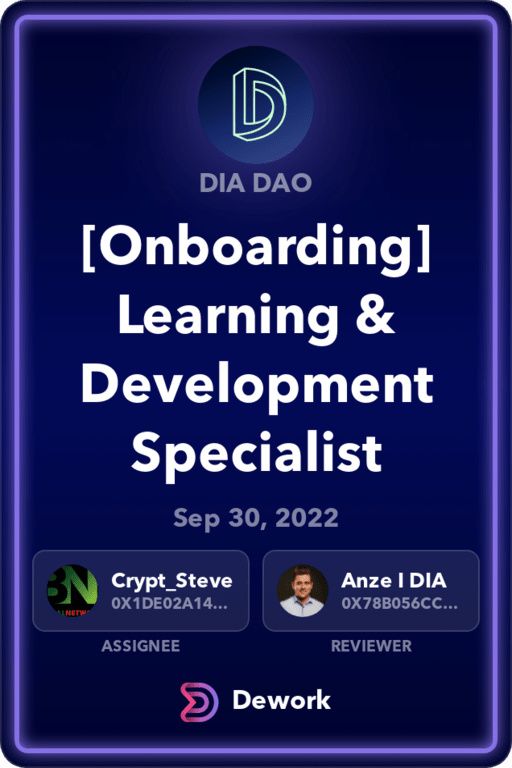 DIA DAO
[Onboarding]
Learning &
Development
Specialist
Sep 30, 2022
Crypt_Steve
0X1DE02A14...
Anze I DIA
0X78B056CC...
ASSIGNEE
REVIEWER
Dework